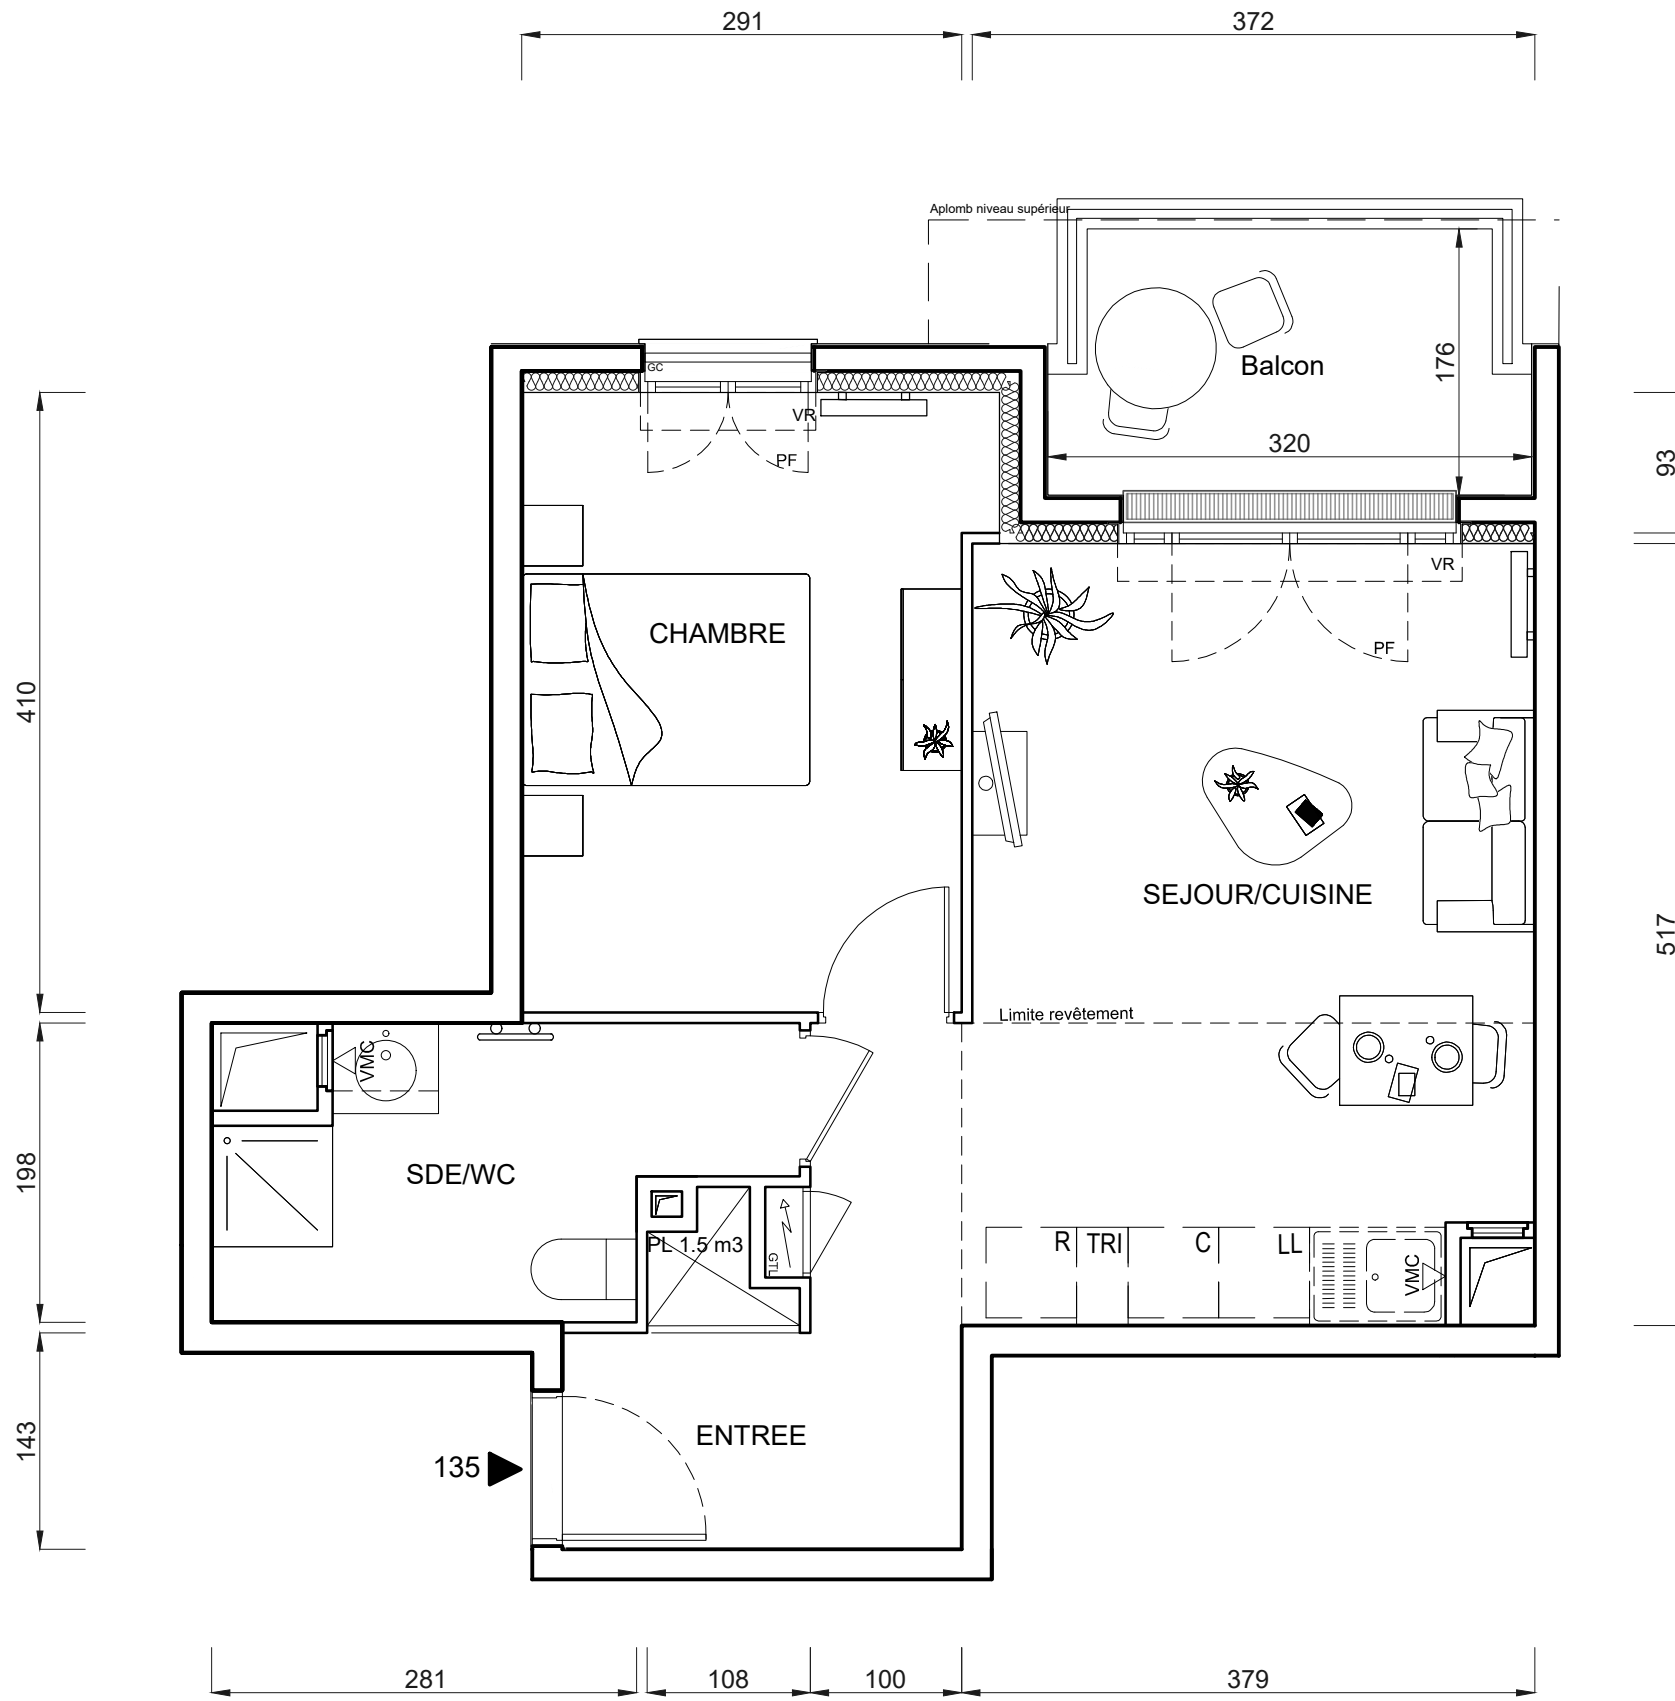 291
372
Aplomb niveau supérieur
GC
VR
PF
Balcon
176
320
93
VR
PF
CHAMBRE
410
SEJOUR/CUISINE
517
Limite revêtement
VMC
198
SDE/WC
PL 1.5 m3
GTL
R
TRI
C
LL
VMC
143
ENTREE
135
281
108
100
379